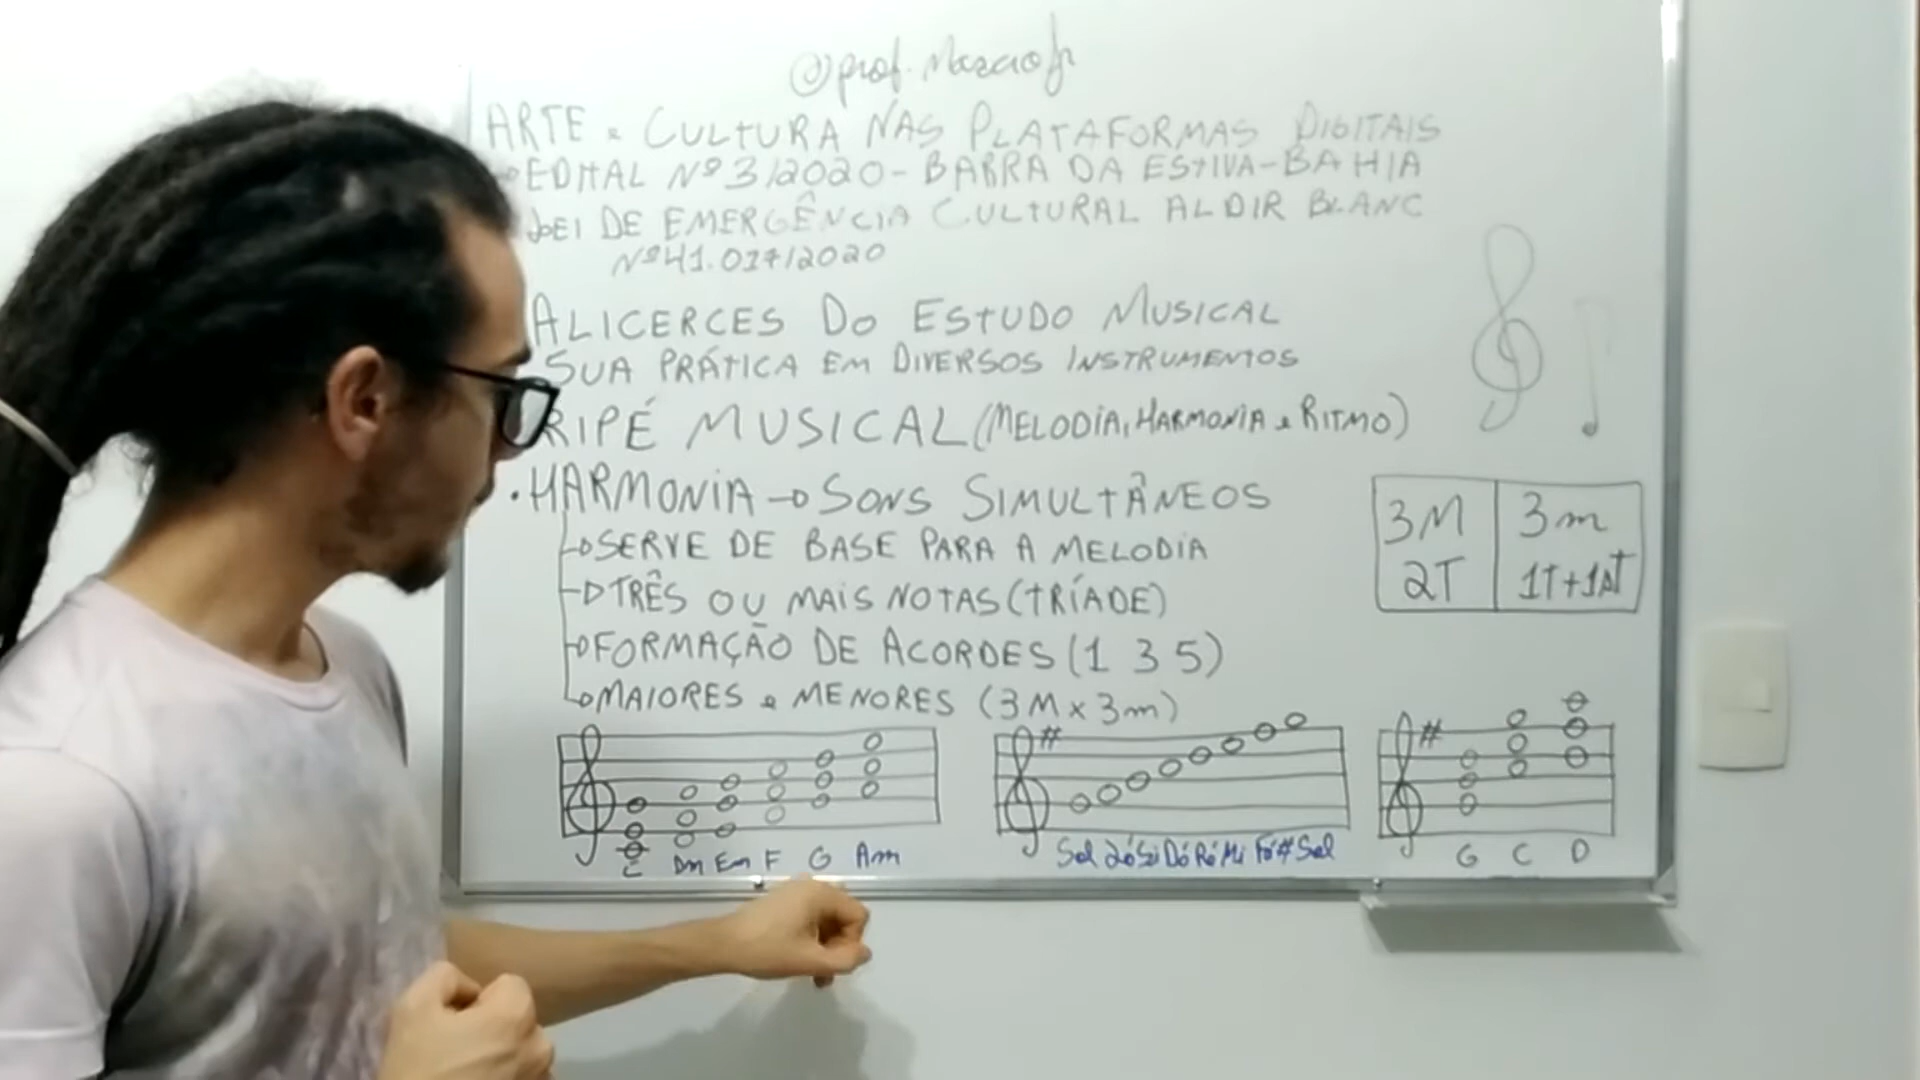 @prof.MarcioJr
ARTE e CULTURA NAS PLATAFORMAS DIGITAIS
EDITAL Nº 3/2020 - BARRA DA ESTIVA - BAHIA
LEI DE EMERGÊNCIA CULTURAL ALDIR BLANC
Nº 41.017/2020
ALICERCES DO ESTUDO MUSICAL
SUA PRÁTICA EM DIVERSOS INSTRUMENTOS
RIPÉ MUSICAL (MELODIA, HARMONIA e RITMO)
• HARMONIA → SONS SIMULTÂNEOS
→ SERVE DE BASE PARA A MELODIA
→ TRÊS OU MAIS NOTAS (TRÍADE)
→ FORMAÇÃO DE ACORDES (1 3 5)
→ MAIORES e MENORES (3M x 3m)
3M 3m
2T 1T+1ST
# #
C Dm Em F G Am
Sol Lá Si Dó Ré Mi Fá# Sol
G C D